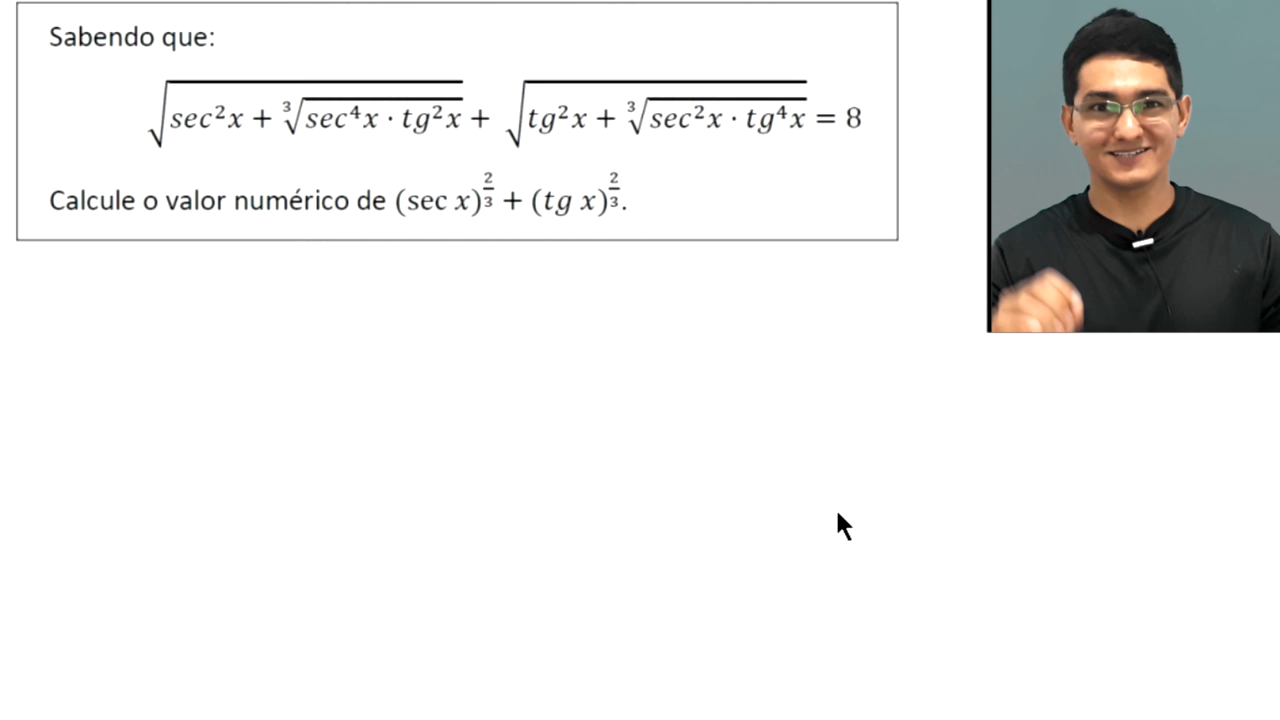 Sabendo que:
√(sec²x + ∛(sec⁴x · tg²x)) + √(tg²x + ∛(sec²x · tg⁴x)) = 8
Calcule o valor numérico de (sec x)^(2/3) + (tg x)^(2/3).